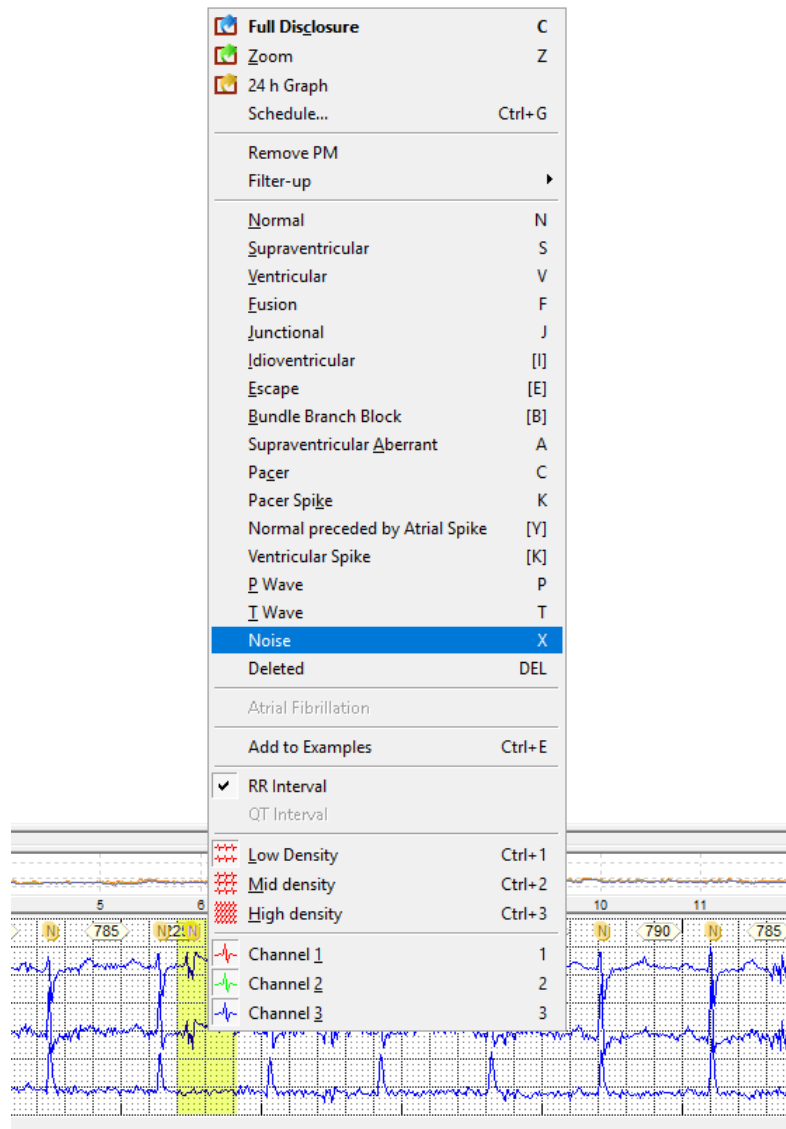 Full Disclosure C
Zoom Z
24 h Graph
Schedule... Ctrl+G
Remove PM
Filter-up
Normal N
Supraventricular S
Ventricular V
Fusion F
Junctional J
Idioventricular [I]
Escape [E]
Bundle Branch Block [B]
Supraventricular Aberrant A
Pacer C
Pacer Spike K
Normal preceded by Atrial Spike [Y]
Ventricular Spike [K]
P Wave P
T Wave T
Noise X
Deleted DEL
Atrial Fibrillation
Add to Examples Ctrl+E
RR Interval
QT Interval
Low Density Ctrl+1
Mid density Ctrl+2
High density Ctrl+3
5 6 10 11
N 785 N N N 790 N 785
Channel 1 1
Channel 2 2
Channel 3 3